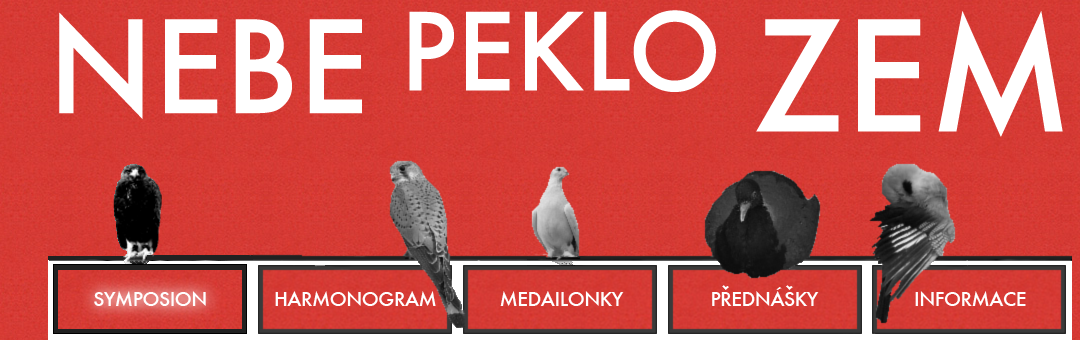 NEBE PEKLO ZEM
SYMPOSION HARMONOGRAM MEDAILONKY PŘEDNÁŠKY INFORMACE